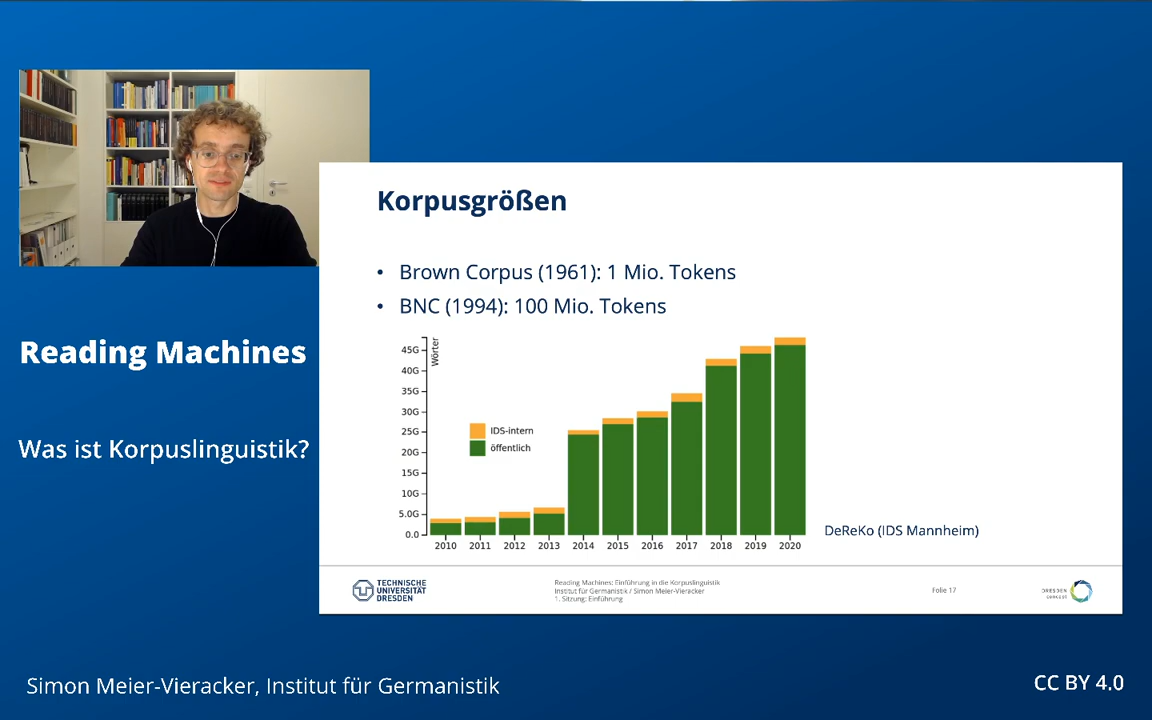 Korpusgrößen
• Brown Corpus (1961): 1 Mio. Tokens
• BNC (1994): 100 Mio. Tokens
Wörter
45G
40G
35G
30G
25G
20G
15G
10G
5.0G
0.0
IDS-intern
öffentlich
2010 2011 2012 2013 2014 2015 2016 2017 2018 2019 2020
DeReKo (IDS Mannheim)
Reading Machines
Was ist Korpuslinguistik?
TECHNISCHE
UNIVERSITÄT
DRESDEN
Reading Machines: Einführung in die Korpuslinguistik
Institut für Germanistik / Simon Meier-Vieracker
1. Sitzung: Einführung
Folie 17
DRESDEN
concept
Simon Meier-Vieracker, Institut für Germanistik
CC BY 4.0